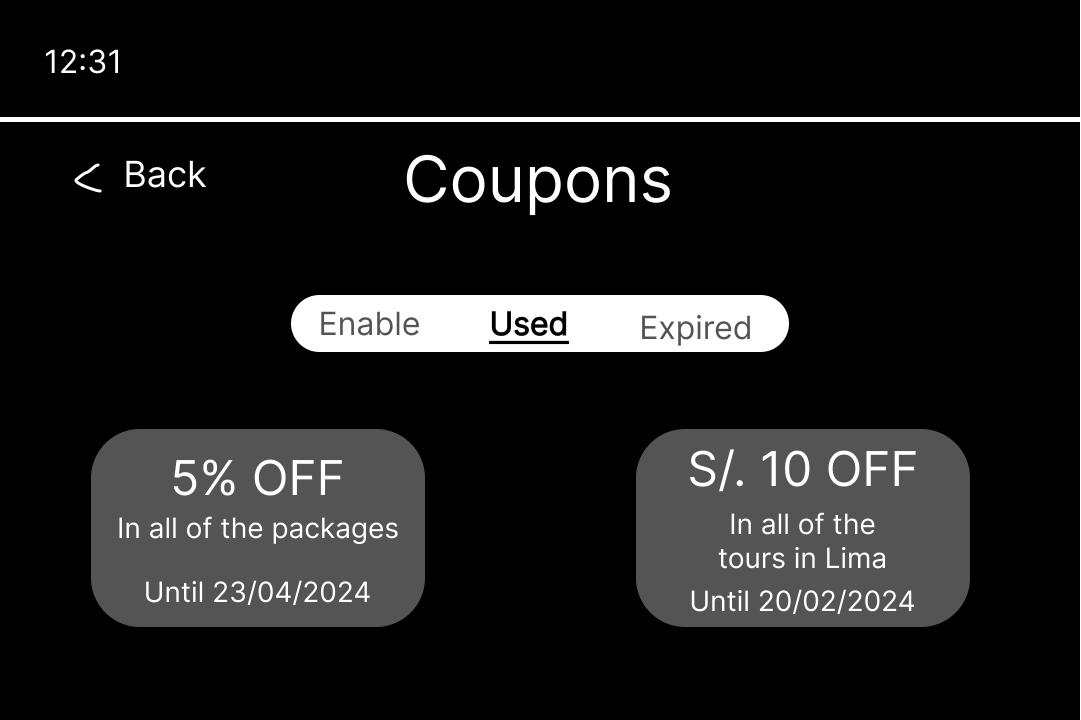 12:31
Back
Coupons
Enable
Used
Expired
5% OFF
In all of the packages
Until 23/04/2024
S/. 10 OFF
In all of the
tours in Lima
Until 20/02/2024